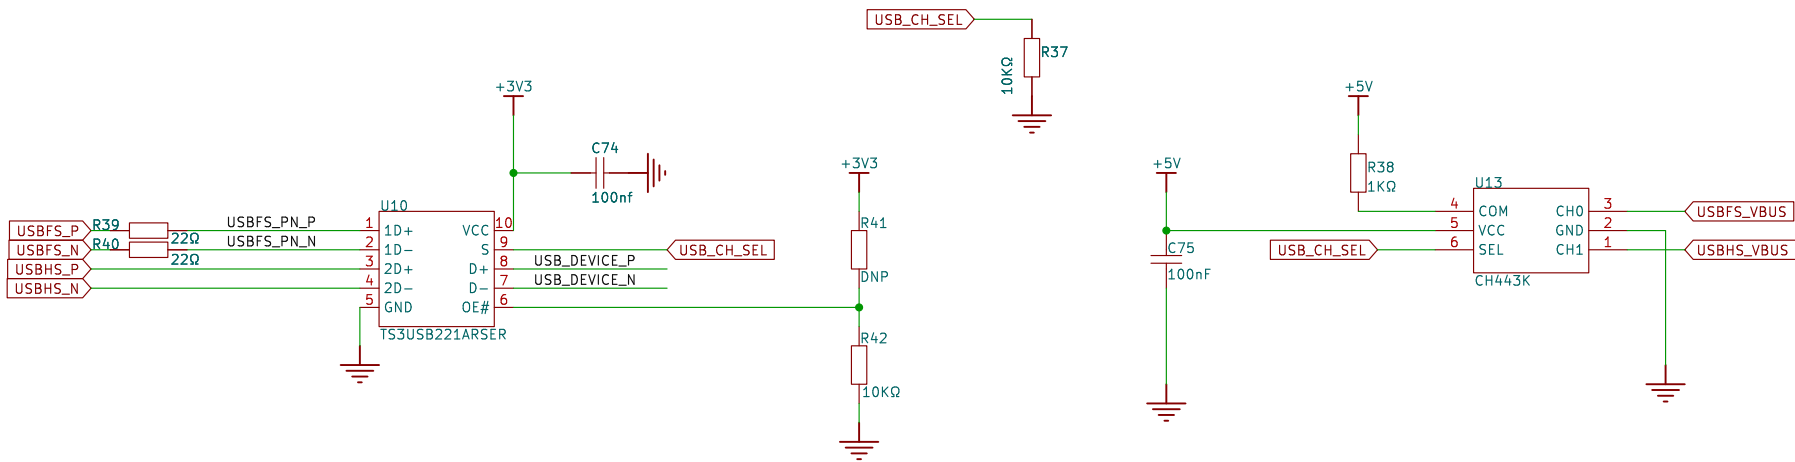 USB_CH_SEL
R37
10KΩ
+3V3
C74
100nf
U10
USBFS_P
R39
22Ω
USBFS_PN_P
1
1D+
VCC
10
USBFS_N
R40
22Ω
USBFS_PN_N
2
1D-
S
9
USB_CH_SEL
USBHS_P
3
2D+
D+
8
USB_DEVICE_P
USBHS_N
4
2D-
D-
7
USB_DEVICE_N
5
GND
OE#
6
TS3USB221ARSER
+3V3
R41
DNP
R42
10KΩ
+5V
C75
100nF
+5V
R38
1KΩ
U13
4
COM
CH0
3
USBFS_VBUS
5
VCC
GND
2
USB_CH_SEL
6
SEL
CH1
1
USBHS_VBUS
CH443K